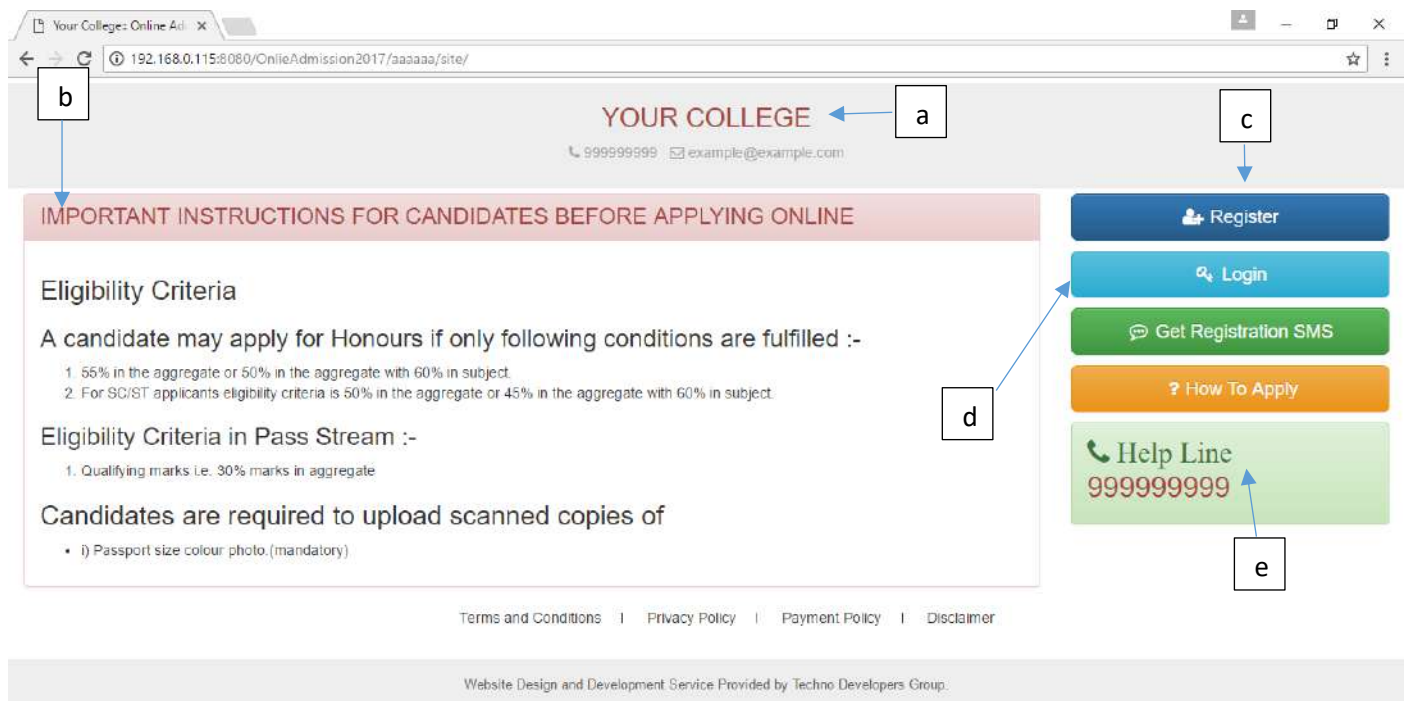 Your College: Online Ad
192.168.0.115:8080/OnlieAdmission2017/aaaaaa/site/
b
YOUR COLLEGE
a
c
999999999 example@example.com
IMPORTANT INSTRUCTIONS FOR CANDIDATES BEFORE APPLYING ONLINE
Register
Eligibility Criteria
Login
A candidate may apply for Honours if only following conditions are fulfilled :-
Get Registration SMS
1. 55% in the aggregate or 50% in the aggregate with 60% in subject.
2. For SC/ST applicants eligibility criteria is 50% in the aggregate or 45% in the aggregate with 60% in subject.
? How To Apply
d
Eligibility Criteria in Pass Stream :-
1. Qualifying marks i.e. 30% marks in aggregate
Help Line
999999999
Candidates are required to upload scanned copies of
• i) Passport size colour photo.(mandatory)
e
Terms and Conditions I Privacy Policy I Payment Policy I Disclaimer
Website Design and Development Service Provided by Techno Developers Group.